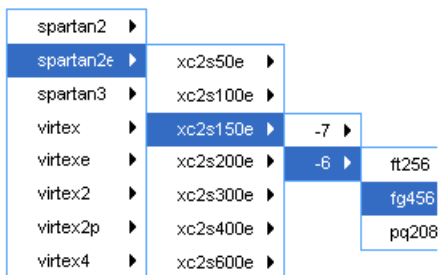 spartan2
spartan2e
spartan3
virtex
virtexe
virtex2
virtex2p
virtex4
xc2s50e
xc2s100e
xc2s150e
xc2s200e
xc2s300e
xc2s400e
xc2s600e
-7
-6
ft256
fg456
pq208